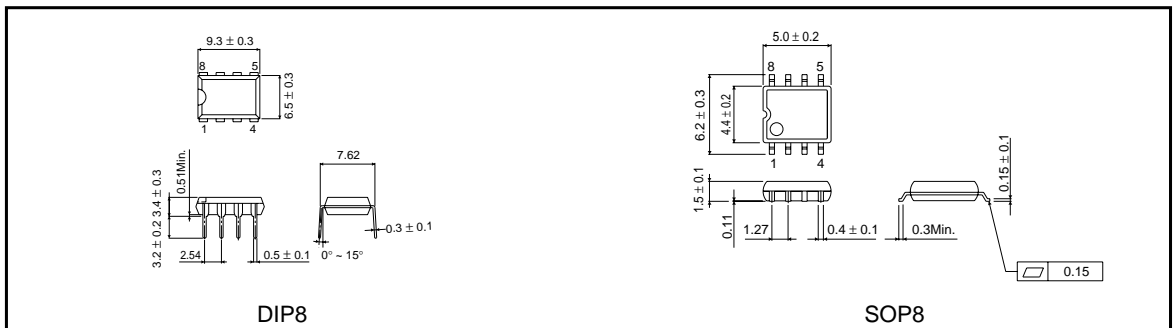 9.3 ± 0.3
8 5
6.5 ± 0.3
1 4
0.51Min.
3.2 ± 0.2 3.4 ± 0.3
7.62
2.54
0.5 ± 0.1
0° ~ 15°
0.3 ± 0.1
DIP8
5.0 ± 0.2
8 5
6.2 ± 0.3
4.4 ± 0.2
1 4
1.5 ± 0.1
0.11
1.27
0.4 ± 0.1
0.3Min.
0.15 ± 0.1
0.15
SOP8